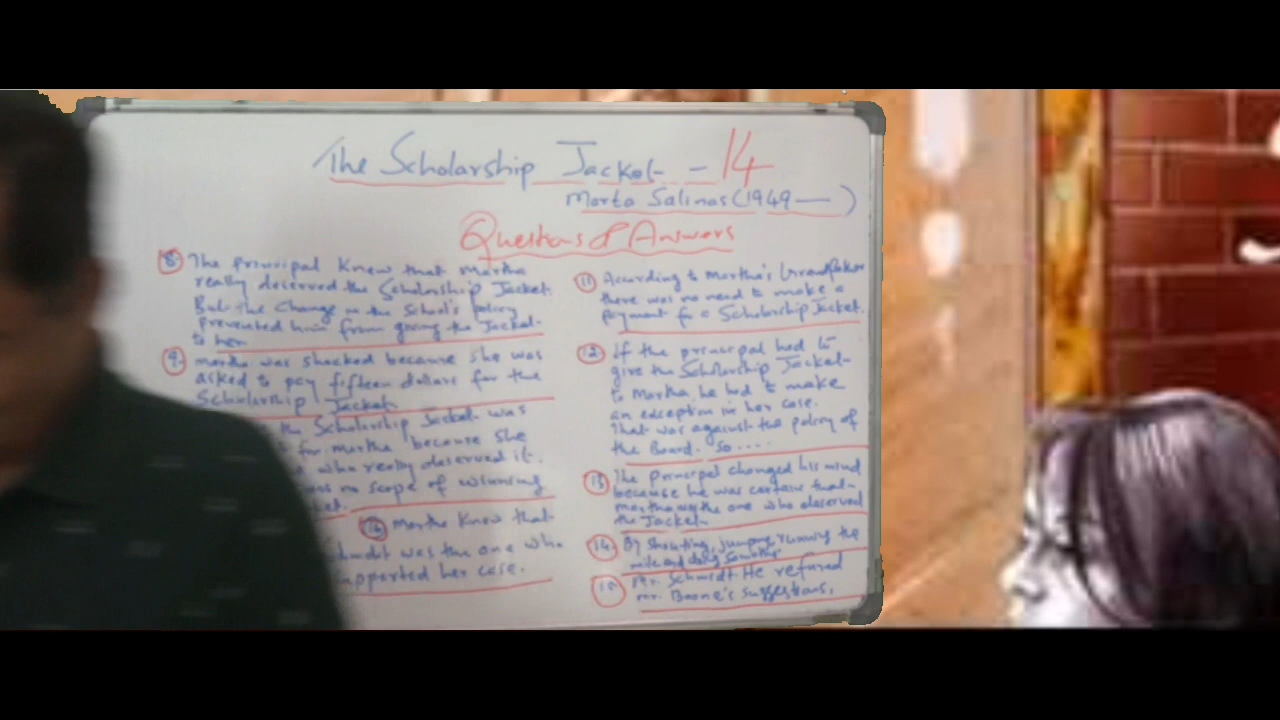 The Scholarship Jacket - 14
Marta Salinas (1949 — )
Questions & Answers
8 The principal knew that Martha
really deserved the Scholarship Jacket.
But the change in the School's policy
prevented him from giving the Jacket
to her.
9. Martha was shocked because she was
asked to pay fifteen dollars for the
Scholarship Jacket.
the Scholarship Jacket was
for Martha, because she
who really deserved it.
no scope of winning
16 Martha knew that
was the one who
supported her case.
11 According to Martha's Grandfather
there was no need to make a
payment for a Scholarship Jacket.
12. If the principal had to
give the Scholarship Jacket
to Martha, he had to make
an exception in her case.
That was against the policy of
the Board. So ....
13 The principal changed his mind
because he was certain that
Martha was the one who deserved
the Jacket.
14. By shouting, jumping, running the
mile and doing
15. Mr. Schmidt. He refused
Mr. Boone's suggestions.